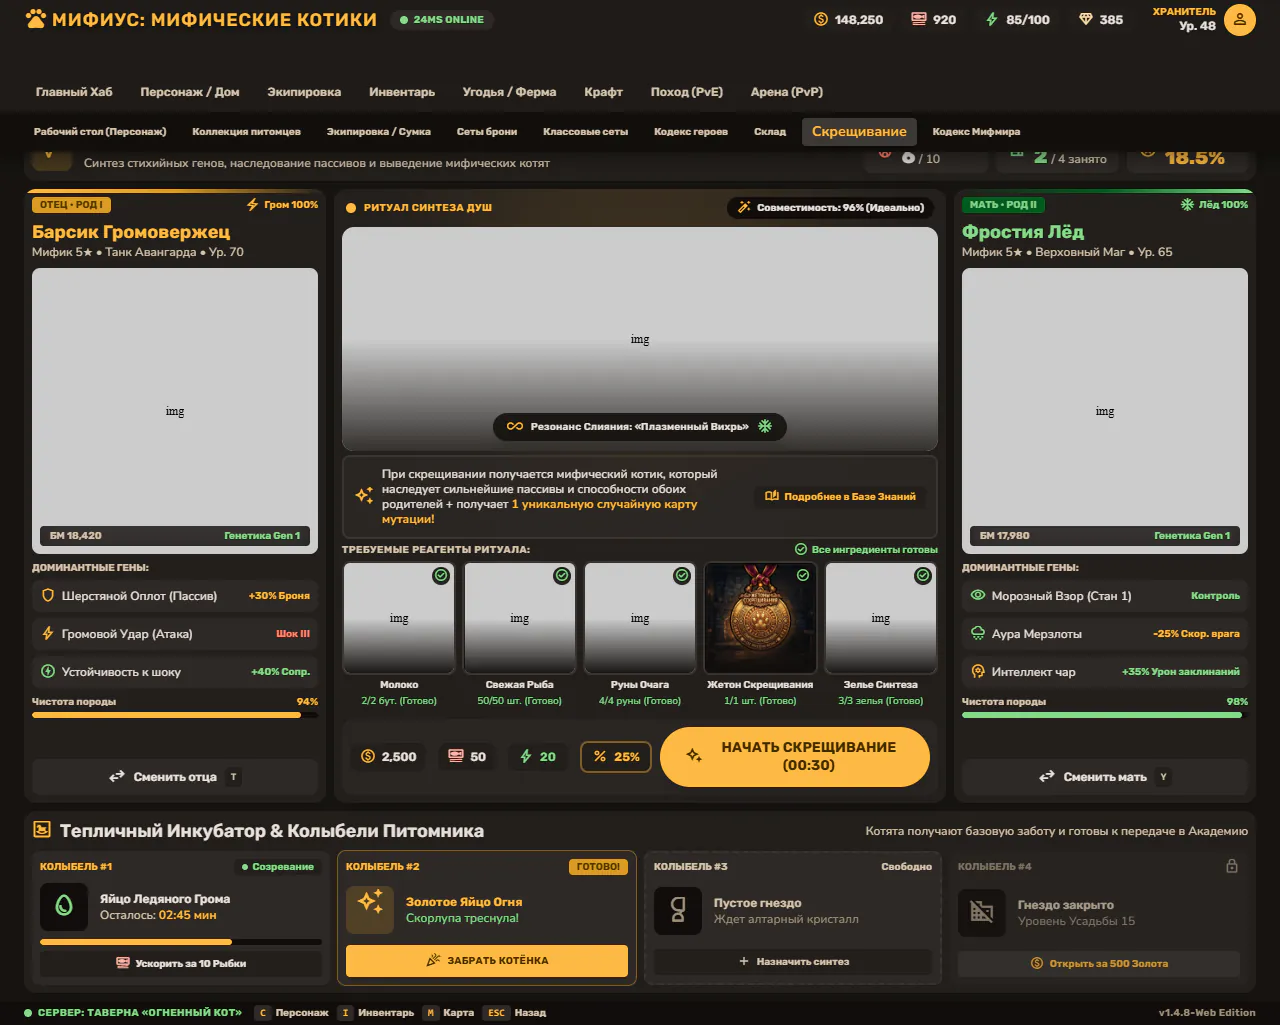 МИФИУС: МИФИЧЕСКИЕ КОТИКИ
24MS ONLINE
148,250
920
85/100
385
ХРАНИТЕЛЬ
Ур. 48
Главный Хаб
Персонаж / Дом
Экипировка
Инвентарь
Угодья / Ферма
Крафт
Поход (PvE)
Арена (PvP)
Рабочий стол (Персонаж)
Коллекция питомцев
Экипировка / Сумка
Сеты брони
Классовые сеты
Кодекс героев
Склад
Скрещивание
Кодекс Мифмира
Синтез стихийных генов, наследование пассивов и выведение мифических котят
/ 10
2 / 4 занято
18.5%
ОТЕЦ • РОД I
Гром 100%
Барсик Громовержец
Мифик 5★ • Танк Авангарда • Ур. 70
img
БМ 18,420
Генетика Gen 1
ДОМИНАНТНЫЕ ГЕНЫ:
Шерстяной Оплот (Пассив)
+30% Броня
Громовой Удар (Атака)
Шок III
Устойчивость к шоку
+40% Сопр.
Чистота породы
94%
Сменить отца
T
РИТУАЛ СИНТЕЗА ДУШ
Совместимость: 96% (Идеально)
img
Резонанс Слияния: «Плазменный Вихрь»
При скрещивании получается мифический котик, который
наследует сильнейшие пассивы и способности обоих
родителей + получает 1 уникальную случайную карту
мутации!
Подробнее в Базе Знаний
ТРЕБУЕМЫЕ РЕАГЕНТЫ РИТУАЛА:
Все ингредиенты готовы
img
img
img
img
Молоко
Свежая Рыба
Руны Очага
Жетон Скрещивания
Зелье Синтеза
2/2 бут. (Готово)
50/50 шт. (Готово)
4/4 руны (Готово)
1/1 шт. (Готово)
3/3 зелья (Готово)
2,500
50
20
25%
НАЧАТЬ СКРЕЩИВАНИЕ
(00:30)
МАТЬ • РОД II
Лёд 100%
Фростия Лёд
Мифик 5★ • Верховный Маг • Ур. 65
img
БМ 17,980
Генетика Gen 1
ДОМИНАНТНЫЕ ГЕНЫ:
Морозный Взор (Стан 1)
Контроль
Аура Мерзлоты
-25% Скор. врага
Интеллект чар
+35% Урон заклинаний
Чистота породы
98%
Сменить мать
Y
Тепличный Инкубатор & Колыбели Питомника
Котята получают базовую заботу и готовы к передаче в Академию
КОЛЫБЕЛЬ #1
Созревание
Яйцо Ледяного Грома
Осталось: 02:45 мин
Ускорить за 10 Рыбки
КОЛЫБЕЛЬ #2
ГОТОВО!
Золотое Яйцо Огня
Скорлупа треснула!
ЗАБРАТЬ КОТЁНКА
КОЛЫБЕЛЬ #3
Свободно
Пустое гнездо
Ждет алтарный кристалл
Назначить синтез
КОЛЫБЕЛЬ #4
Гнездо закрыто
Уровень Усадьбы 15
Открыть за 500 Золота
СЕРВЕР: ТАВЕРНА «ОГНЕННЫЙ КОТ»
C Персонаж
I Инвентарь
M Карта
ESC Назад
v1.4.8-Web Edition